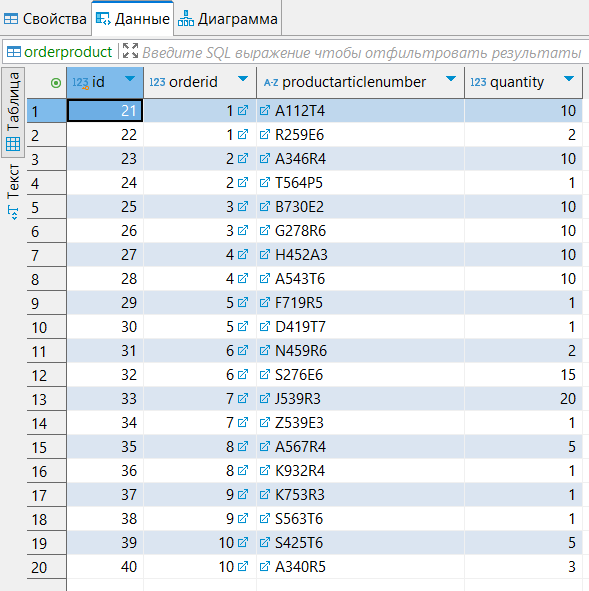 Свойства Данные Диаграмма
orderproduct Введите SQL выражение чтобы отфильтровать результаты
Таблица
Текст
123 id 123 orderid A-Z productarticlenumber 123 quantity
1 21 1 A112T4 10
2 22 1 R259E6 2
3 23 2 A346R4 10
4 24 2 T564P5 1
5 25 3 B730E2 10
6 26 3 G278R6 10
7 27 4 H452A3 10
8 28 4 A543T6 10
9 29 5 F719R5 1
10 30 5 D419T7 1
11 31 6 N459R6 2
12 32 6 S276E6 15
13 33 7 J539R3 20
14 34 7 Z539E3 1
15 35 8 A567R4 5
16 36 8 K932R4 1
17 37 9 K753R3 1
18 38 9 S563T6 1
19 39 10 S425T6 5
20 40 10 A340R5 3